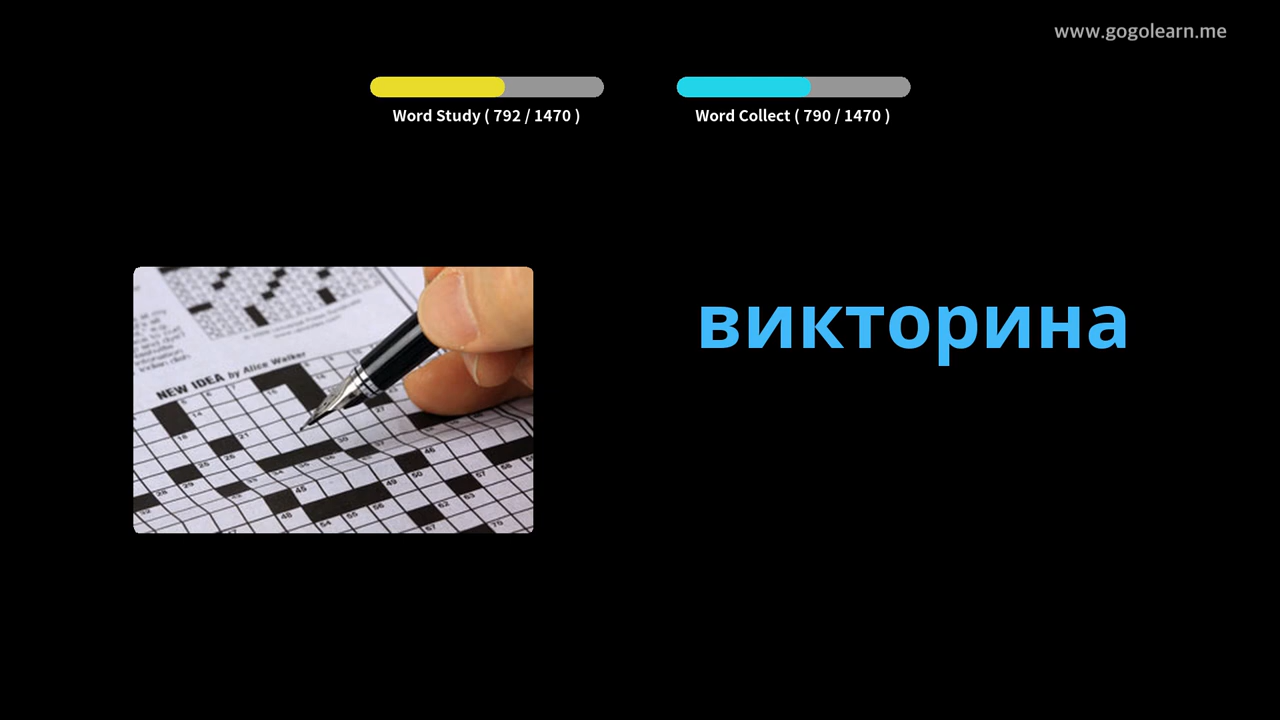 www.gogolearn.me
Word Study ( 792 / 1470 )
Word Collect ( 790 / 1470 )
викторина
NEW IDEA by Alice Walker